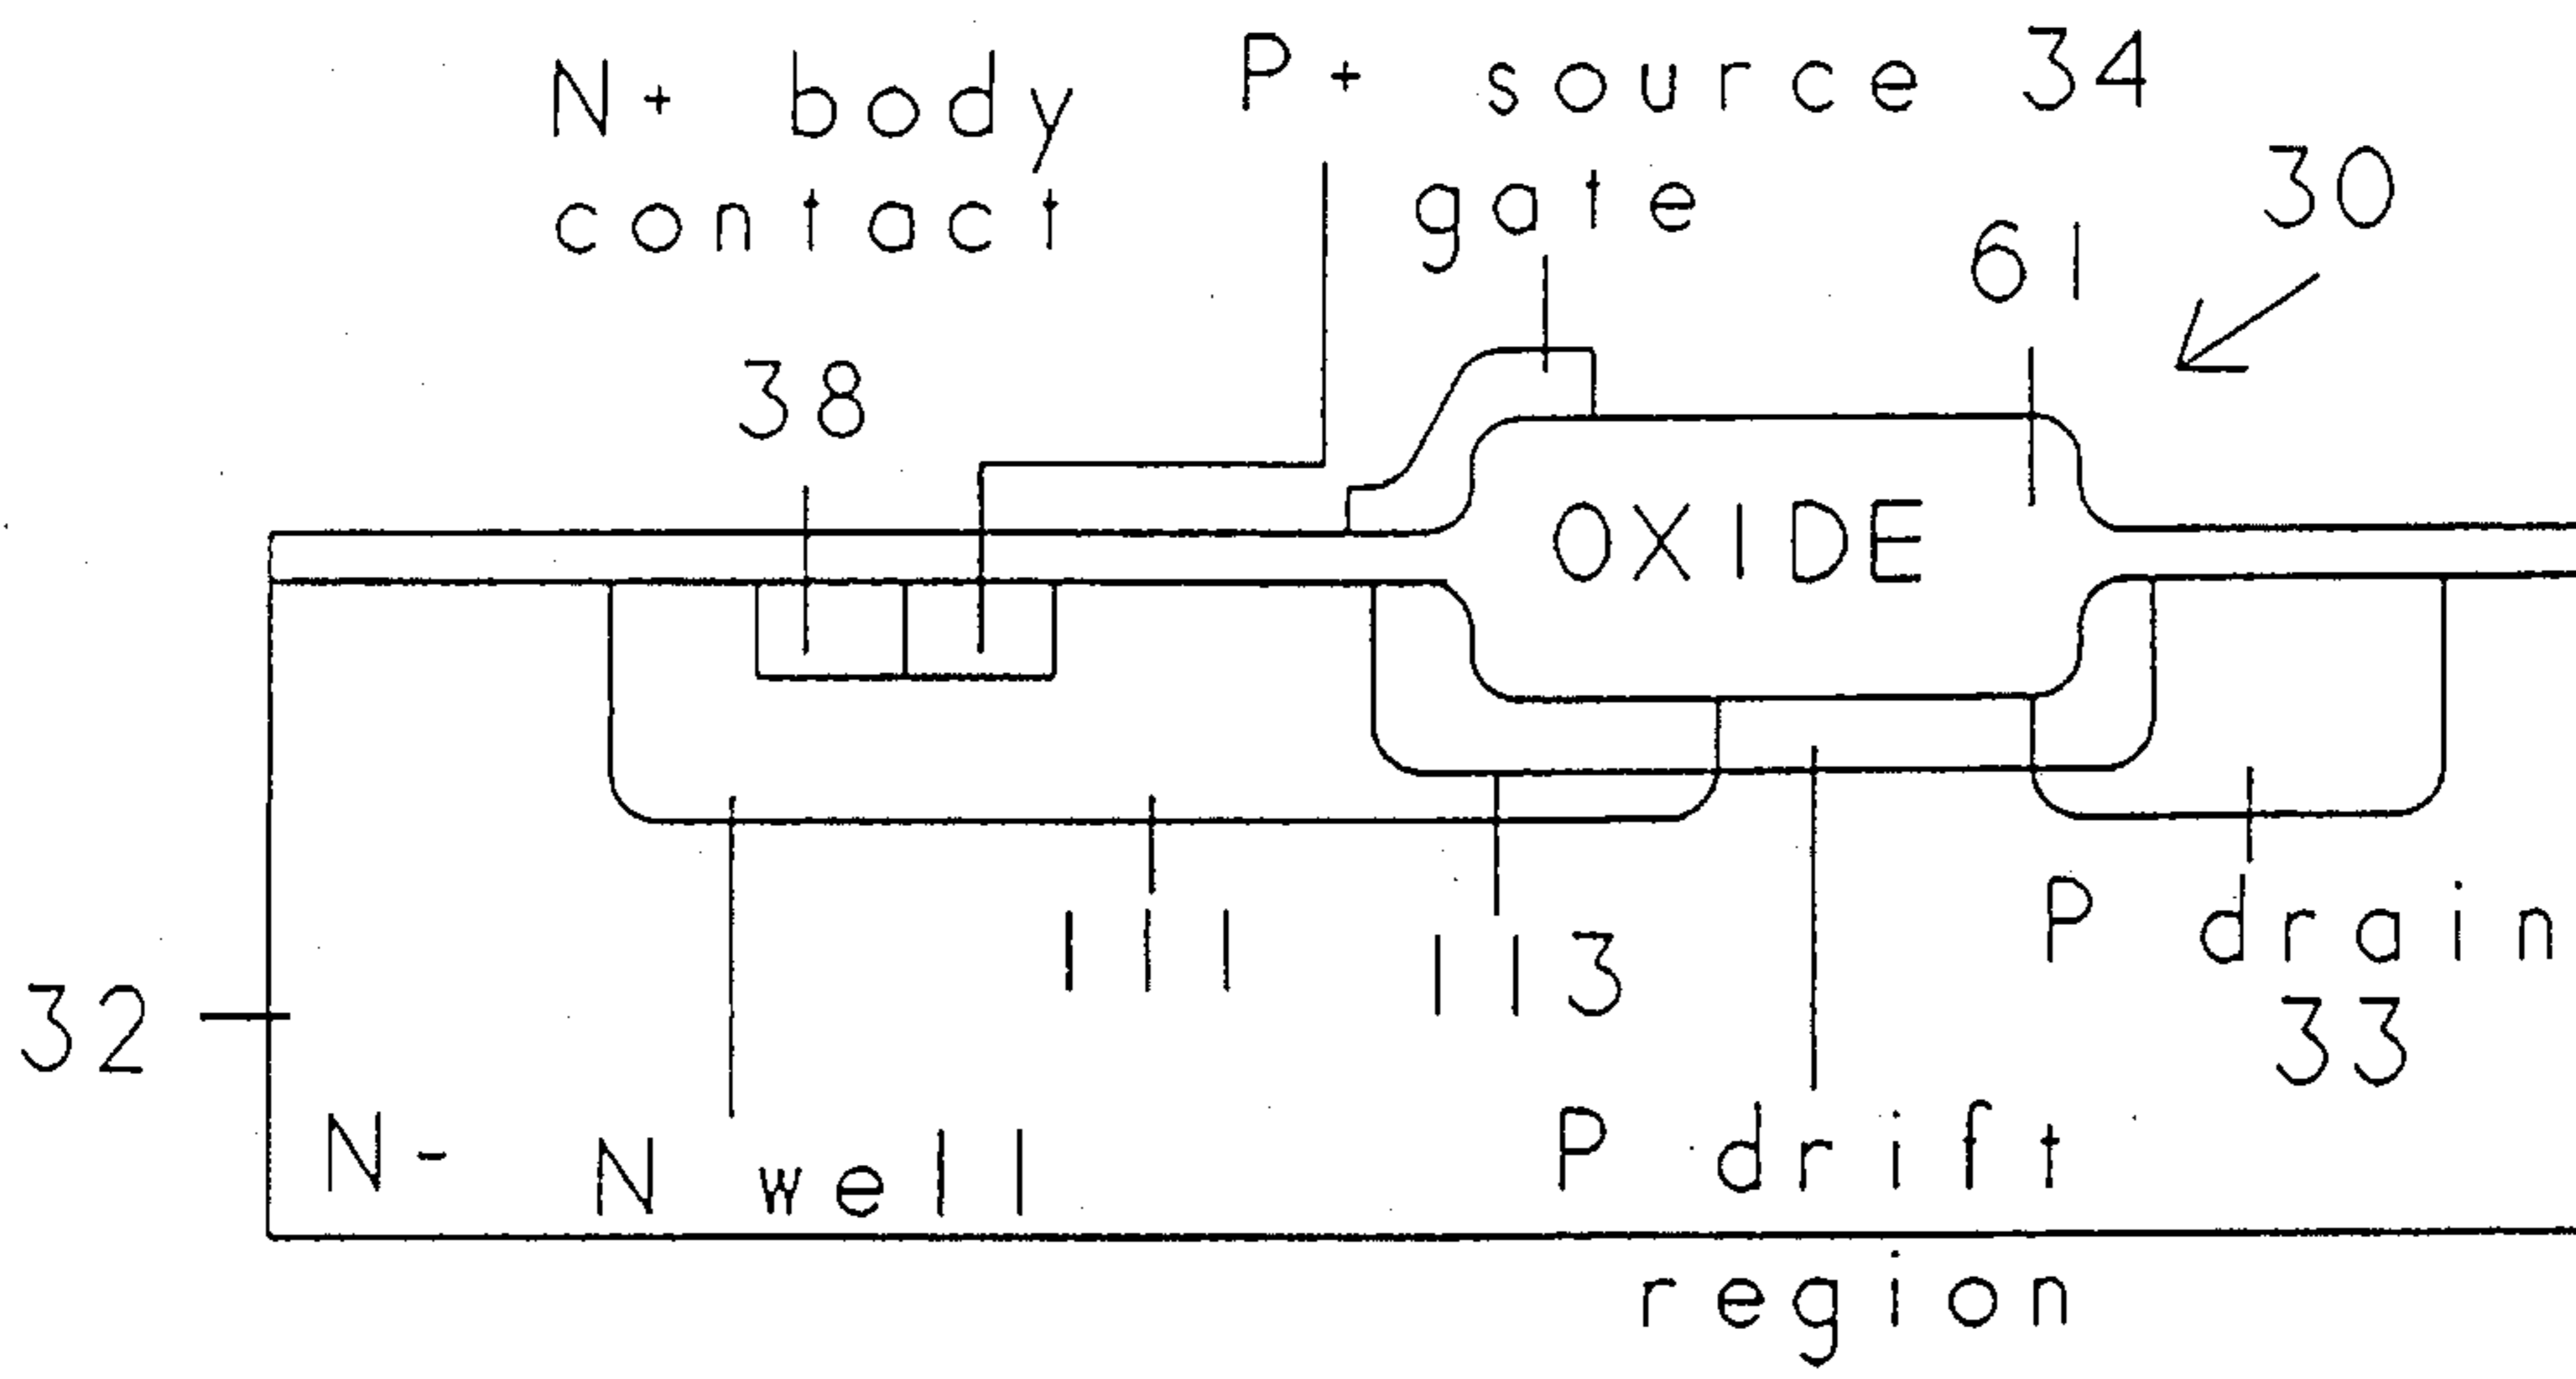 N+ body
contact
P+ source 34
gate
30
61
38
OXIDE
111
113
P drain
33
32
N-
N well
P drift
region